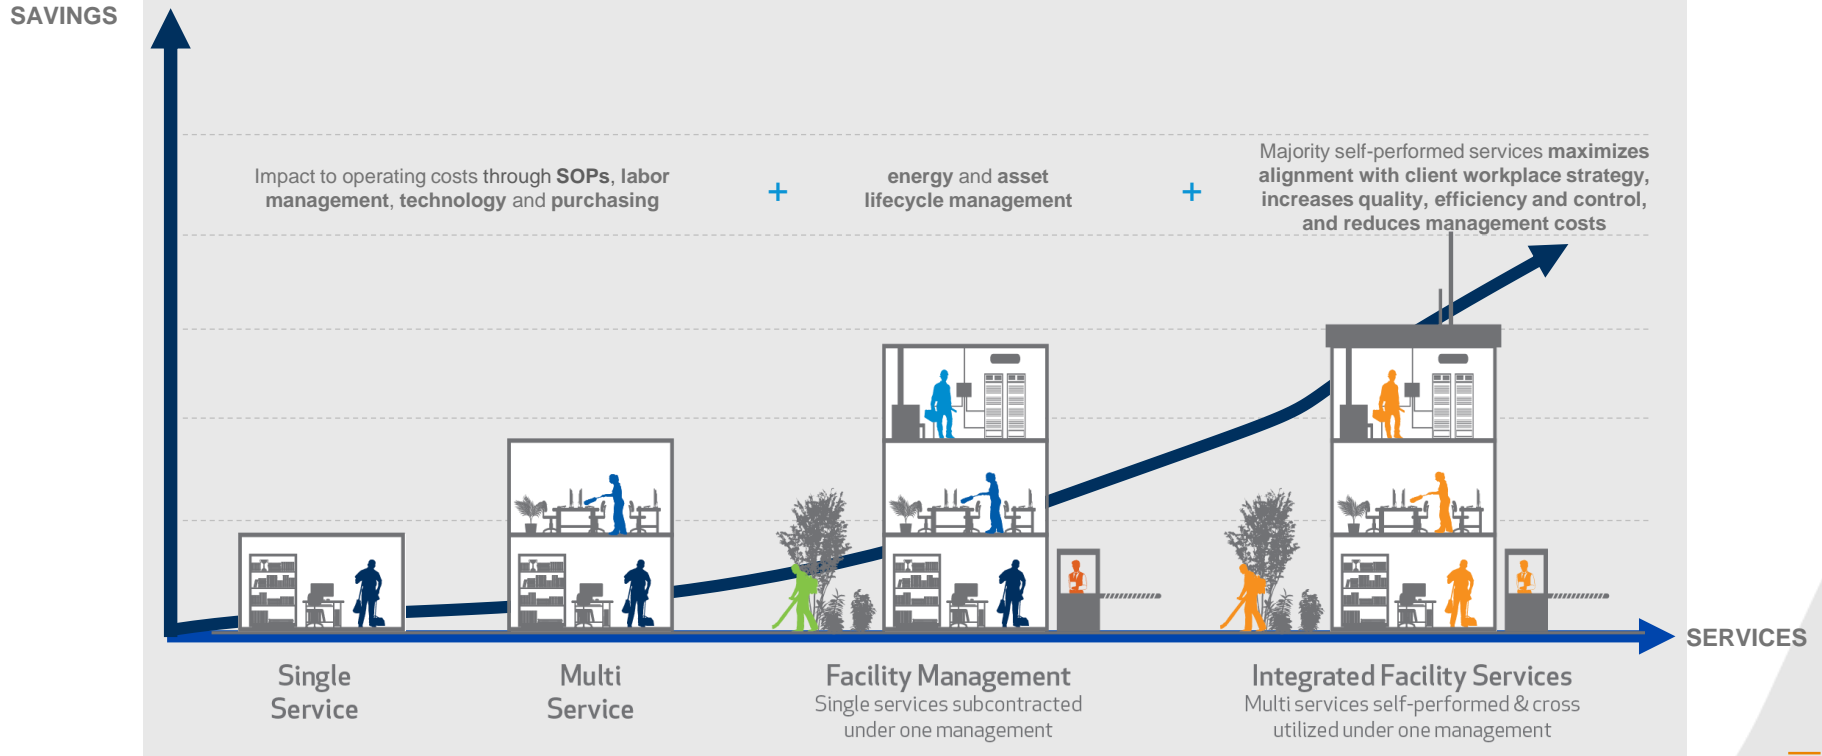 SAVINGS
Impact to operating costs through SOPs, labor
management, technology and purchasing
+
energy and asset
lifecycle management
+
Majority self-performed services maximizes
alignment with client workplace strategy,
increases quality, efficiency and control,
and reduces management costs
SERVICES
Single
Service
Multi
Service
Facility Management
Single services subcontracted
under one management
Integrated Facility Services
Multi services self-performed & cross
utilized under one management